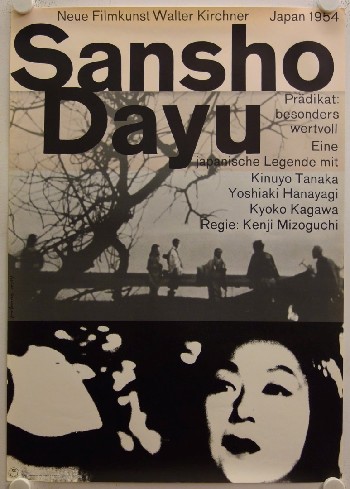 Neue Filmkunst Walter Kirchner Japan 1954
Sansho
Dayu
Prädikat:
besonders
wertvoll
Eine
japanische Legende mit
Kinuyo Tanaka
Yoshiaki Hanayagi
Kyoko Kagawa
Regie: Kenji Mizoguchi